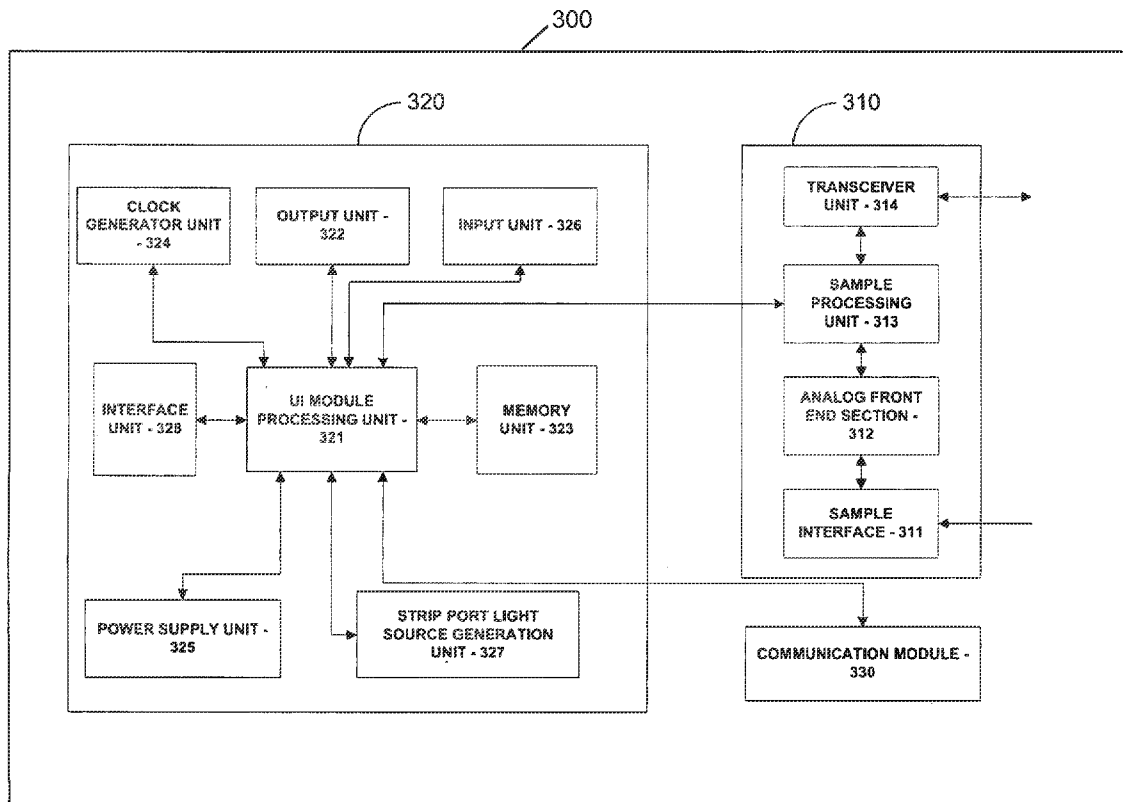 300
320
310
CLOCK
GENERATOR UNIT
- 324
OUTPUT UNIT -
322
INPUT UNIT - 326
TRANSCEIVER
UNIT - 314
SAMPLE
PROCESSING
UNIT - 313
INTERFACE
UNIT - 328
UI MODULE
PROCESSING UNIT -
321
MEMORY
UNIT - 323
ANALOG FRONT
END SECTION -
312
SAMPLE
INTERFACE - 311
POWER SUPPLY UNIT -
325
STRIP PORT LIGHT
SOURCE GENERATION
UNIT - 327
COMMUNICATION MODULE -
330